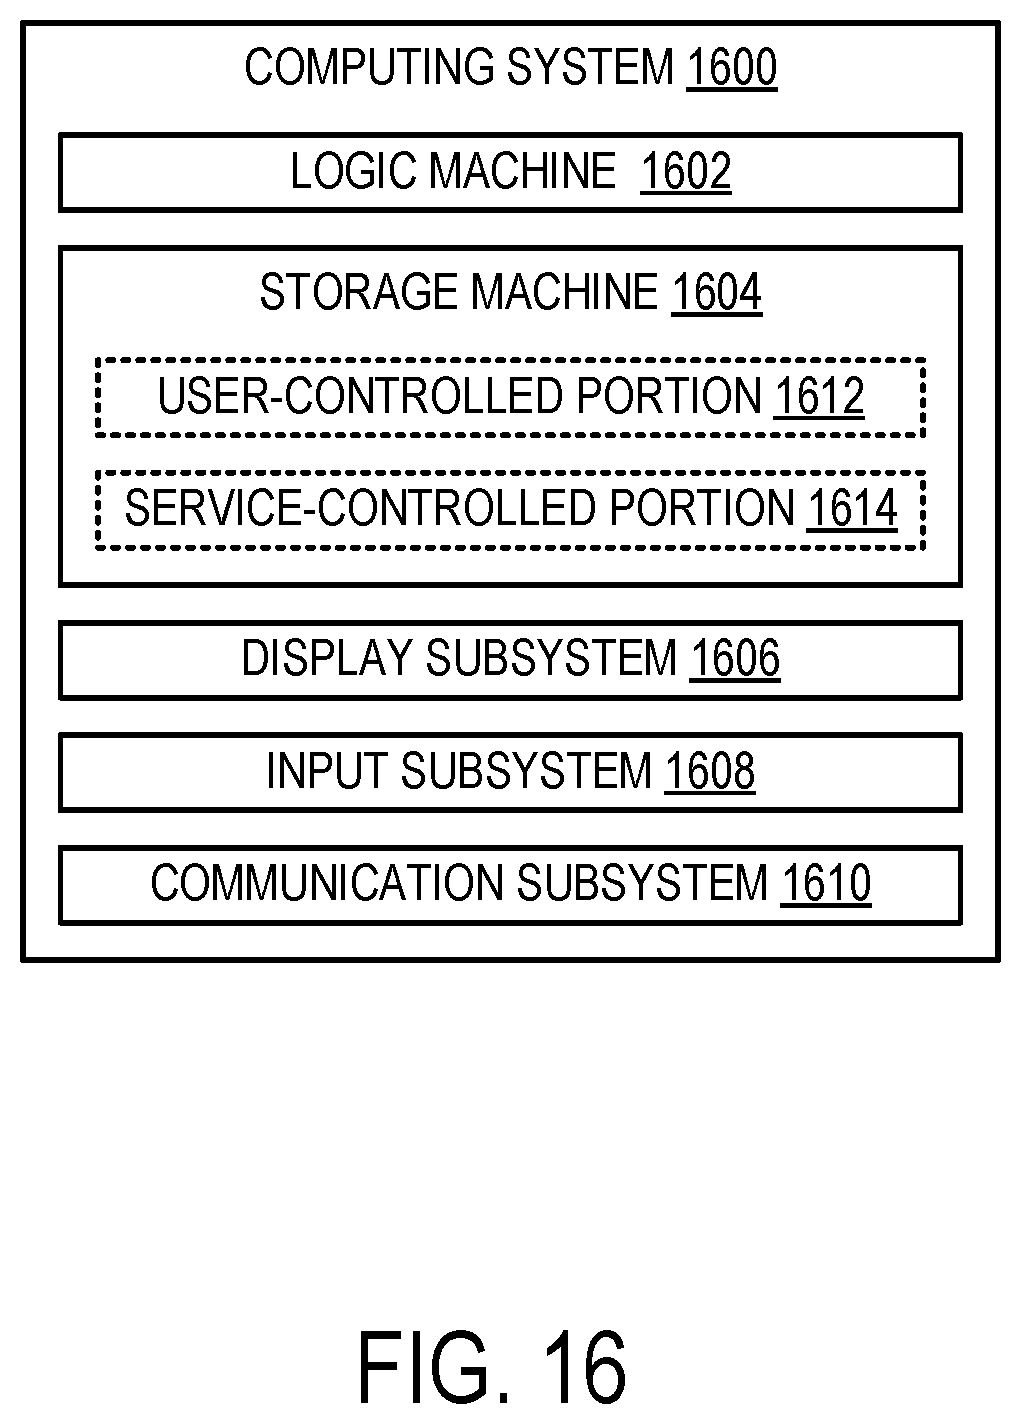 COMPUTING SYSTEM 1600
LOGIC MACHINE 1602
STORAGE MACHINE 1604
USER-CONTROLLED PORTION 1612
SERVICE-CONTROLLED PORTION 1614
DISPLAY SUBSYSTEM 1606
INPUT SUBSYSTEM 1608
COMMUNICATION SUBSYSTEM 1610
FIG. 16